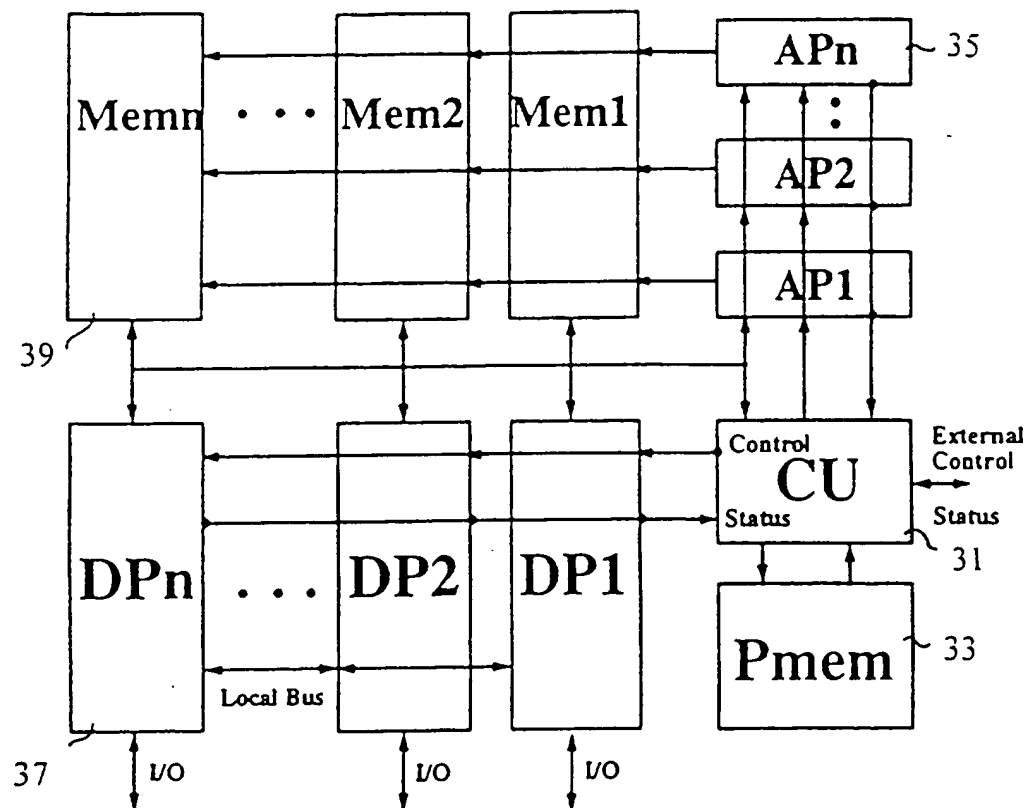 APn
35
Memn
• • •
Mem2
Mem1
AP2
AP1
39
Control
External
Control
CU
Status
Status
31
DPn
• • •
DP2
DP1
Pmem
33
Local Bus
37
I/O
I/O
I/O